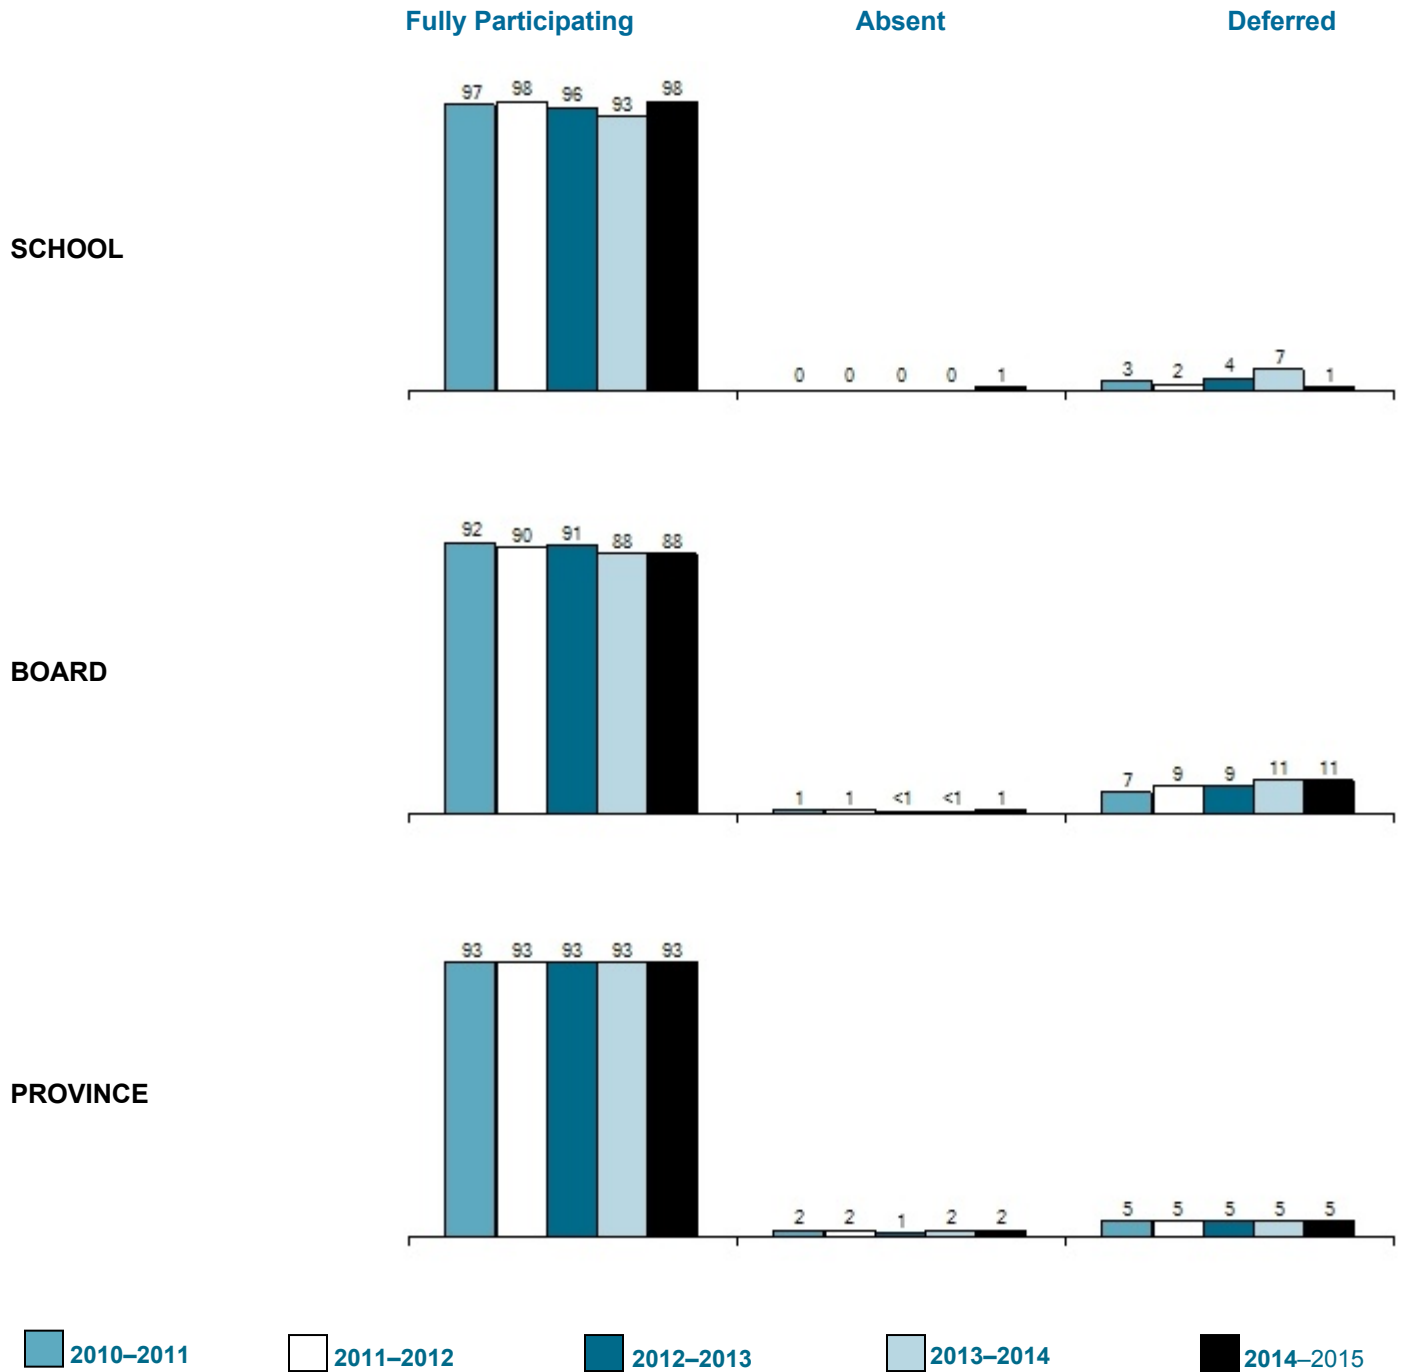 Fully Participating Absent Deferred
97 98 96 93 98
0 0 0 0 1
3 2 4 7 1
SCHOOL
92 90 91 88 88
1 1 <1 <1 1
7 9 9 11 11
BOARD
93 93 93 93 93
2 2 1 2 2
5 5 5 5 5
PROVINCE
2010–2011 2011–2012 2012–2013 2013–2014 2014–2015